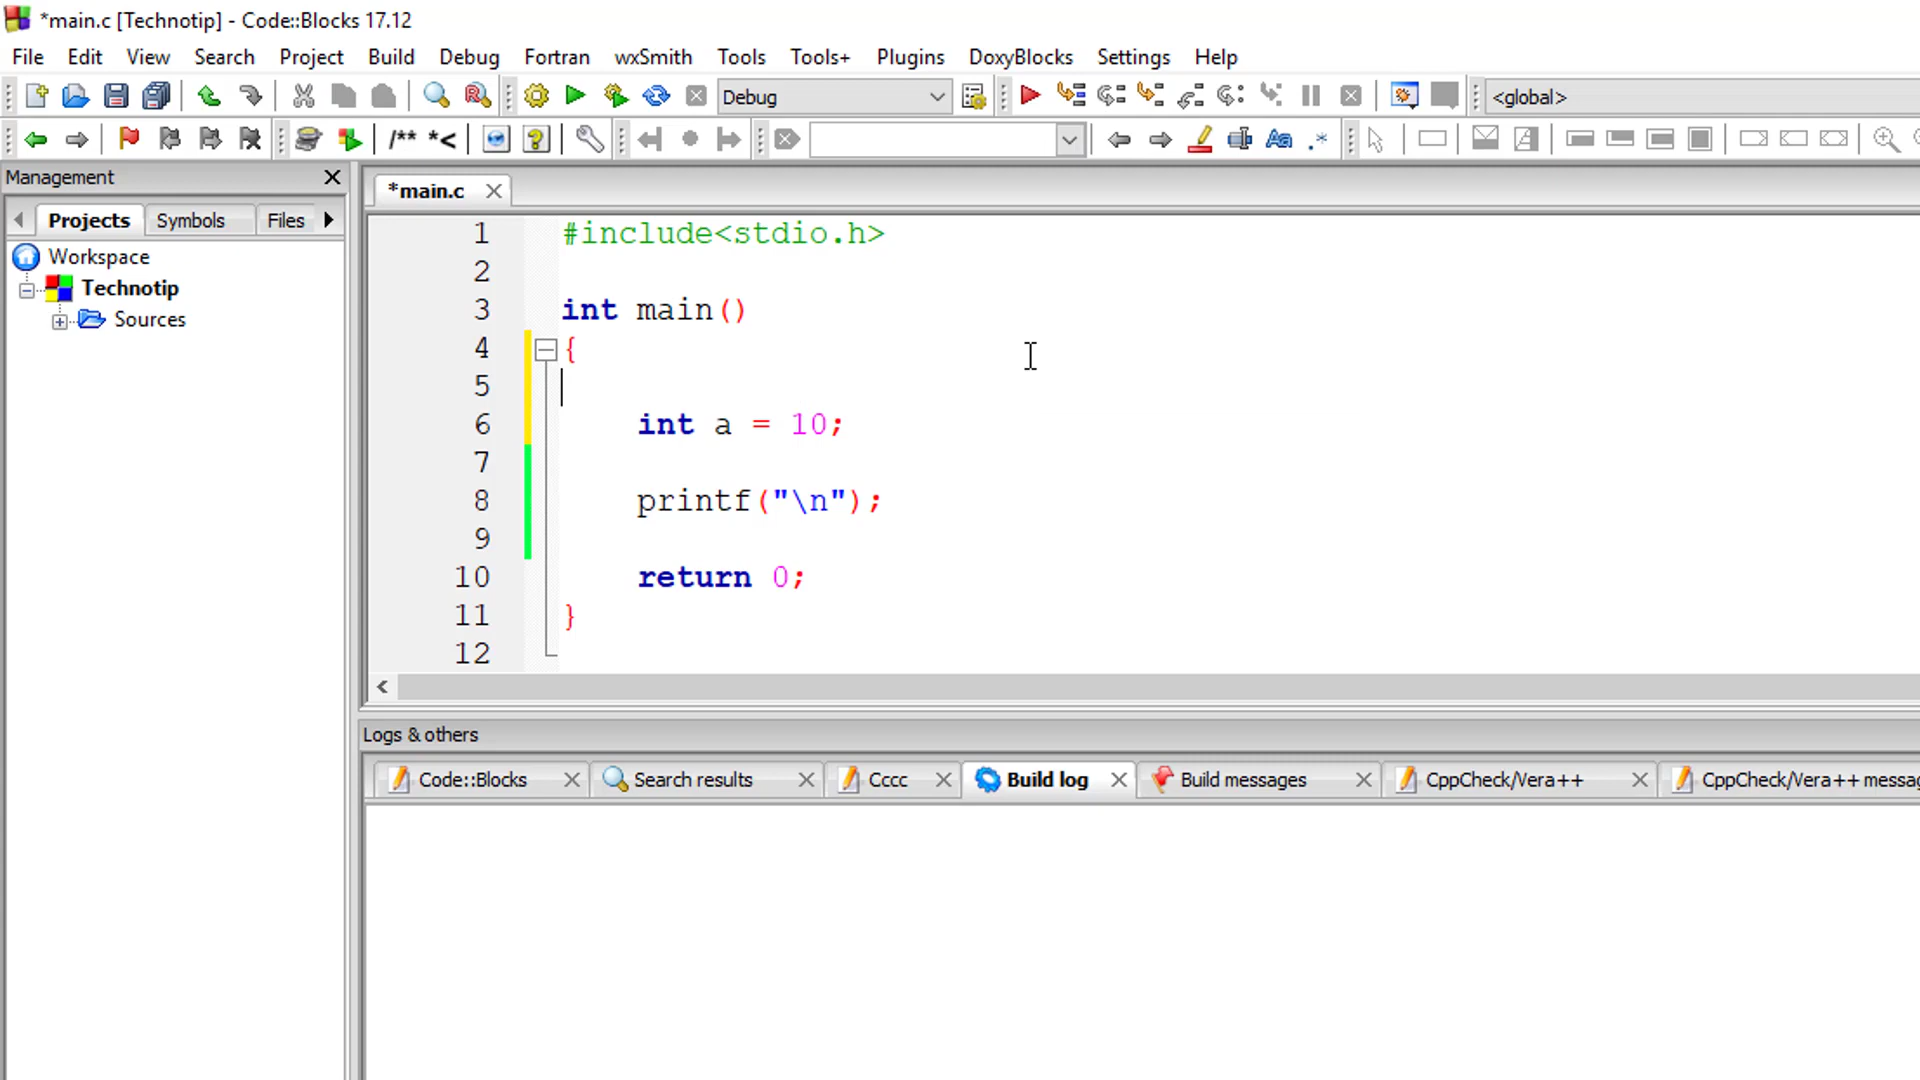 *main.c [Technotip] - Code::Blocks 17.12
File Edit View Search Project Build Debug Fortran wxSmith Tools Tools+ Plugins DoxyBlocks Settings Help
Debug <global>
/** *<
Management
*main.c
Projects Symbols Files
Workspace
Technotip
Sources
1 #include<stdio.h>
2
3 int main()
4 {
5
6 int a = 10;
7
8 printf("\n");
9
10 return 0;
11 }
12
Logs & others
Code::Blocks Search results Cccc Build log Build messages CppCheck/Vera++ CppCheck/Vera++ messag